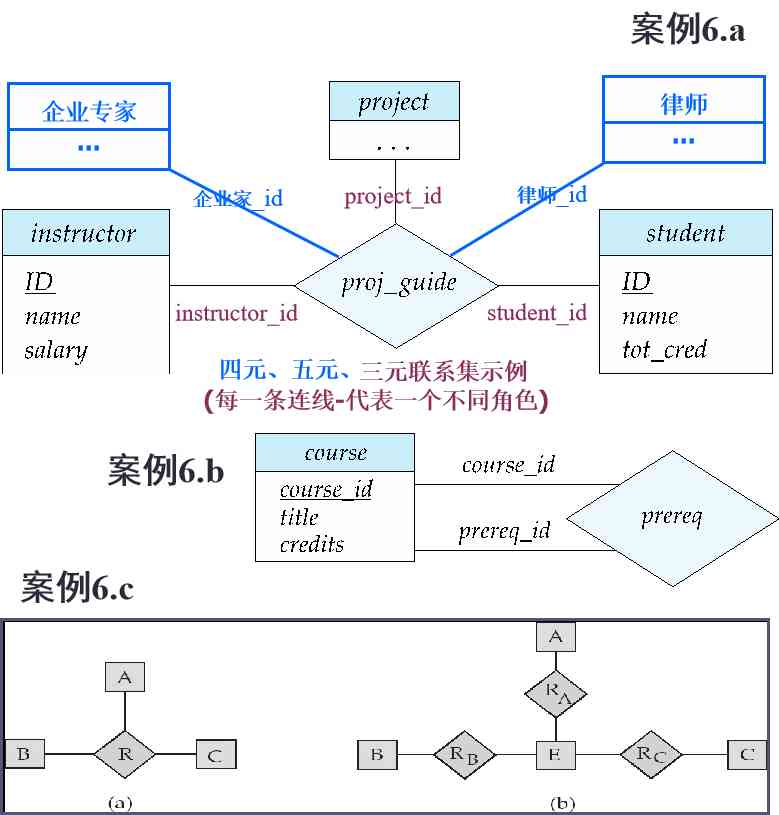 案例6.a
企业专家
...
project
. . .
律师
...
企业家_id
project_id
律师_id
instructor
ID
name
salary
proj_guide
student
ID
name
tot_cred
instructor_id
student_id
四元、五元、三元联系集示例
(每一条连线-代表一个不同角色)
案例6.b
course
course_id
title
credits
course_id
prereq_id
prereq
案例6.c
A
B
R
C
(a)
A
R_A
B
R_B
E
R_C
C
(b)